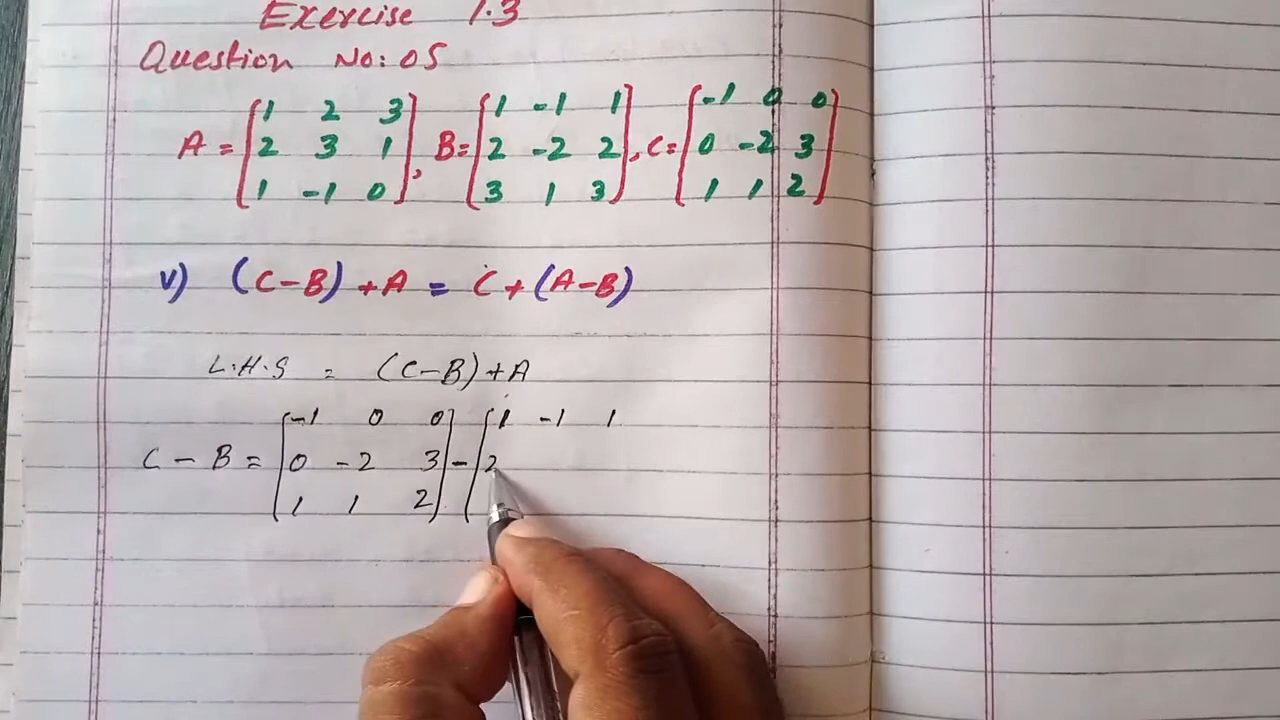 Exercise 1.3
Question No: 05
A = [1 2 3
2 3 1
1 -1 0], B = [1 -1 1
2 -2 2
3 1 3], C = [-1 0 0
0 -2 3
1 1 2]
v) (C-B)+A = C+(A-B)
L.H.S = (C-B)+A
C - B = [-1 0 0
0 -2 3
1 1 2] - [1 -1 1
2